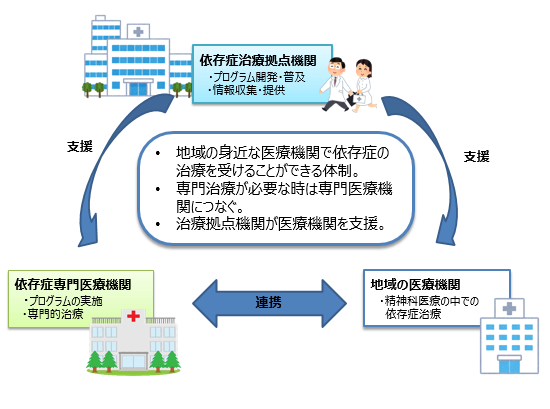 依存症治療拠点機関
・プログラム開発・普及
・情報収集・提供
支援
支援
• 地域の身近な医療機関で依存症の
治療を受けることができる体制。
• 専門治療が必要な時は専門医療機
関につなぐ。
• 治療拠点機関が医療機関を支援。
依存症専門医療機関
・プログラムの実施
・専門的治療
連携
地域の医療機関
・精神科医療の中での
依存症治療